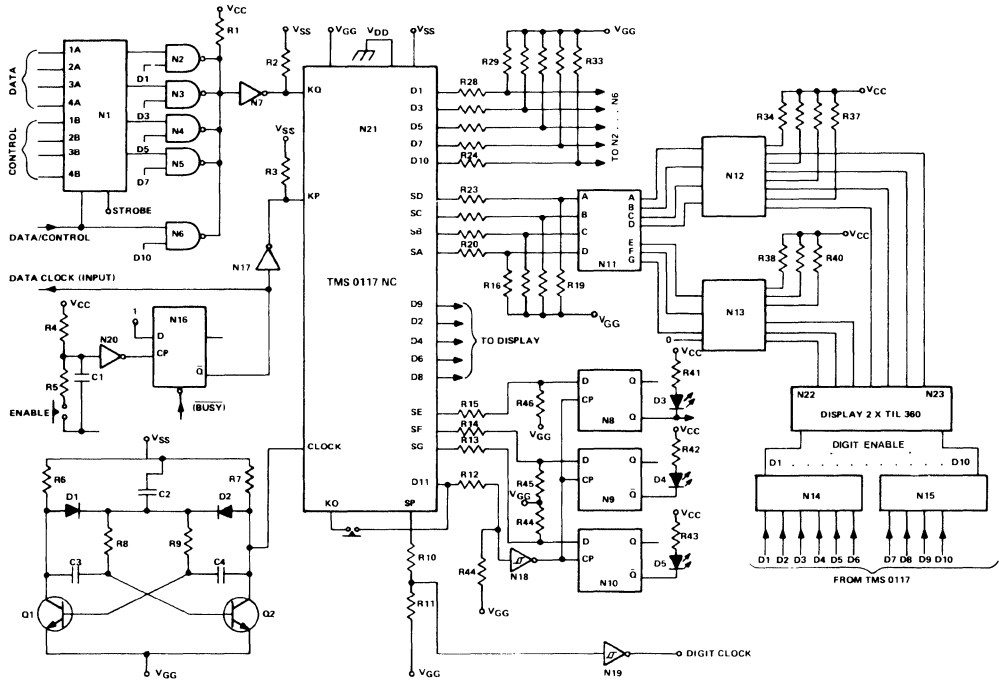 VCC
R1
VSS
R2
VGG
VDD
VSS
VGG
R29
R33
DATA
1A
2A
3A
4A
CONTROL
1B
2B
3B
4B
N1
D1
N2
D3
N3
N4
D5
N5
D7
N6
D10
STROBE
DATA/CONTROL
N7
KQ
N21
VSS
R3
KP
TMS 0117 NC
D1
D3
D5
D7
D10
R28
R24
TO N2 . . . N6
SD
SC
SB
SA
R23
R20
R16
R19
VGG
A
B
C
D
N11
A
B
C
D
E
F
G
N12
R34
R37
VCC
N13
R38
R40
VCC
0
DATA CLOCK (INPUT)
N17
VCC
R4
R5
C1
N20
1
N16
D
CP
Q
ENABLE
(BUSY)
D9
D2
D4
D6
D8
TO DISPLAY
SE
SF
SG
D11
R15
R14
R13
R12
R46
VGG
R45
VGG
R44
R44
VGG
N18
D
Q
CP
Q
N8
D
Q
CP
Q
N9
D
Q
CP
Q
N10
VCC
R41
D3
VCC
R42
D4
VCC
R43
D5
N22
N23
DISPLAY 2 X TIL 360
DIGIT ENABLE
D1 . . . . . . . . . . . D10
N14
N15
D1 D2 D3 D4 D5 D6
D7 D8 D9 D10
FROM TMS 0117
VSS
R6
R7
D1
D2
C2
R8
R9
C3
C4
Q1
Q2
VGG
CLOCK
KO
SP
R10
R11
VGG
N19
DIGIT CLOCK